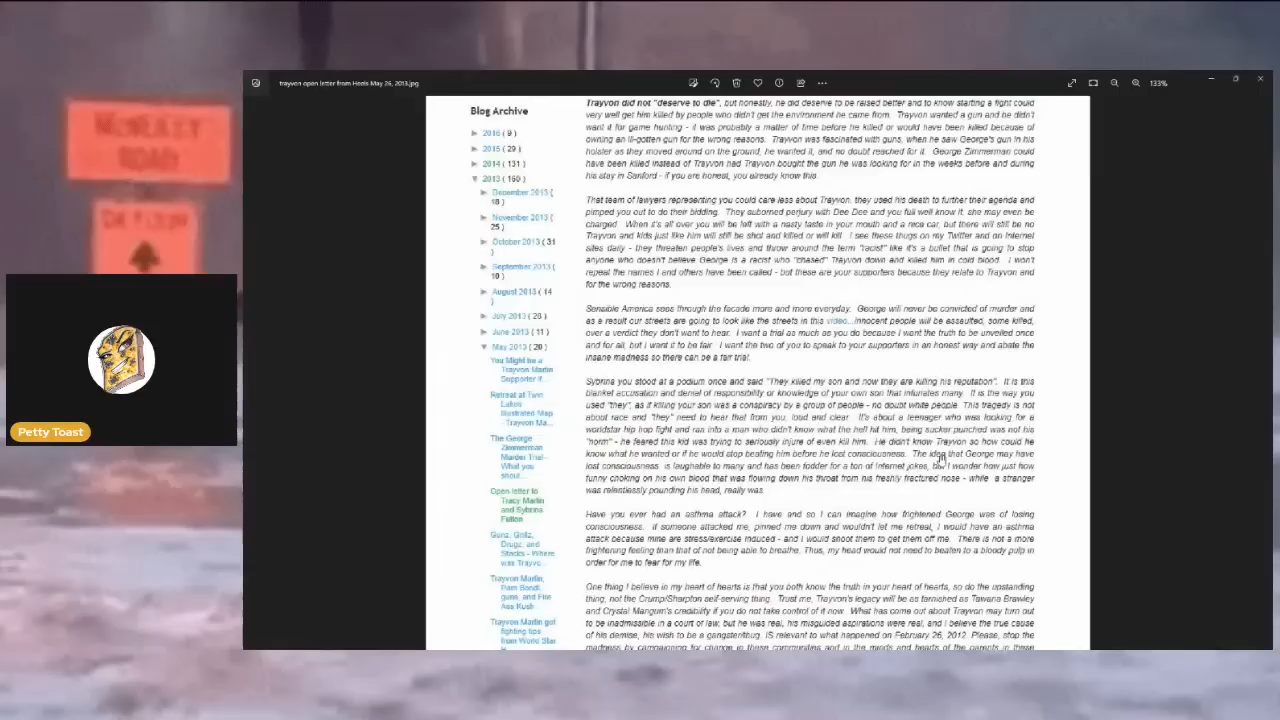 McNULTY
ROAD
DETOUR
Petty Toast
trayvon open letter from Heels May 26, 2013.jpg
133%
Blog Archive
► 2016 ( 9 )
► 2015 ( 29 )
► 2014 ( 131 )
▼ 2013 ( 160 )
► December 2013 (
18 )
► November 2013 (
25 )
► October 2013 ( 31
)
► September 2013 (
10 )
► August 2013 ( 14
)
► July 2013 ( 28 )
► June 2013 ( 11 )
▼ May 2013 ( 20 )
You Might be a
Trayvon Martin
Supporter if...
Retreat at Twin
Lakes
Illustrated Map
- Trayvon Ma...
The George
Zimmerman
Murder Trial -
What you
shoul...
Open letter to
Tracy Martin
and Sybrina
Fulton
Gunz, Grillz,
Drugz, and
Stacks - Where
was Trayvo...
Trayvon Martin,
Pam Bondi,
guns, and Fire
Ass Kush
Trayvon Martin got
fighting tips
from World Star
Trayvon did not "deserve to die", but honestly, he did deserve to be raised better and to know starting a fight could
very well get him killed by people who didn't get the environment he came from. Trayvon wanted a gun and he didn't
want it for game hunting - it was probably a matter of time before he killed or would have been killed because of
owning an ill-gotten gun for the wrong reasons. Trayvon was fascinated with guns, when he saw George's gun in his
holster as they moved around on the ground, he wanted it, and no doubt reached for it. George Zimmerman could
have been killed instead of Trayvon had Trayvon bought the gun he was looking for in the weeks before and during
his stay in Sanford - if you are honest, you already know this.
That team of lawyers representing you could care less about Trayvon, they used his death to further their agenda and
pimped you out to do their bidding. They suborned perjury with Dee Dee and you full well know it, she may even be
charged. When it's all over you will be left with a nasty taste in your mouth and a nice car, but there will still be no
Trayvon and kids just like him will still be shot and killed or will kill. I see these thugs on my Twitter and on Internet
sites daily - they threaten people's lives and throw around the term "racist" like it's a bullet that is going to stop
anyone who doesn't believe George is a racist who "chased" Trayvon down and killed him in cold blood. I won't
repeat the names I and others have been called - but these are your supporters because they relate to Trayvon and
for the wrong reasons.
Sensible America sees through the facade more and more everyday. George will never be convicted of murder and
as a result our streets are going to look like the streets in this video...innocent people will be assaulted, some killed,
over a verdict they don't want to hear. I want a trial as much as you do because I want the truth to be unveiled once
and for all, but I want it to be fair. I want the two of you to speak to your supporters in an honest way and abate the
insane madness so there can be a fair trial.
Sybrina you stood at a podium once and said "They killed my son and now they are killing his reputation". It is this
blanket accusation and denial of responsibility or knowledge of your own son that infuriates many. It is the way you
used "they", as if killing your son was a conspiracy by a group of people - no doubt white people. This tragedy is not
about race and "they" need to hear that from you, loud and clear. It's about a teenager who was looking for a
worldstar hip hop fight and ran into a man who didn't know what the hell hit him, being sucker punched was not his
"norm" - he feared this kid was trying to seriously injure of even kill him. He didn't know Trayvon so how could he
know what he wanted or if he would stop beating him before he lost consciousness. The idea that George may have
lost consciousness is laughable to many and has been fodder for a ton of Internet jokes, but I wonder how just how
funny choking on his own blood that was flowing down his throat from his freshly fractured nose - while a stranger
was relentlessly pounding his head, really was.
Have you ever had an asthma attack? I have and so I can imagine how frightened George was of losing
consciousness. If someone attacked me, pinned me down and wouldn't let me retreat, I would have an asthma
attack because mine are stress/exercise induced - and I would shoot them to get them off me. There is not a more
frightening feeling than that of not being able to breathe. Thus, my head would not need to beaten to a bloody pulp in
order for me to fear for my life.
One thing I believe in my heart of hearts is that you both know the truth in your heart of hearts, so do the upstanding
thing, not the Crump/Sharpton self-serving thing. Trust me, Trayvon's legacy will be as tarnished as Tawana Brawley
and Crystal Mangum's credability if you do not take control of it now. What has come out about Trayvon may turn out
to be inadmissible in a court of law, but he was real, his misguided aspirations were real, and I believe the true cause
of his demise, his wish to be a gangster/thug, IS relevant to what happened on February 26, 2012. Please, stop the
madness by campaigning for change in these communities and in the minds and hearts of the parents in these